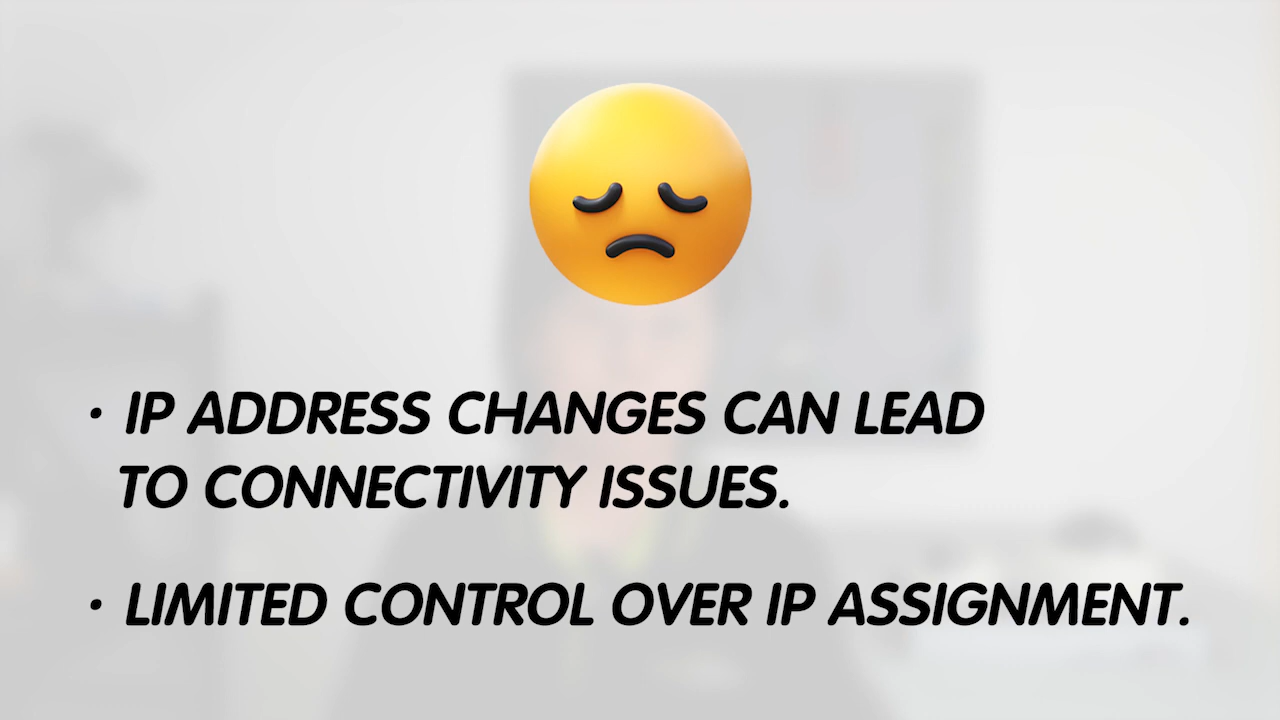 • IP ADDRESS CHANGES CAN LEAD
TO CONNECTIVITY ISSUES.
• LIMITED CONTROL OVER IP ASSIGNMENT.